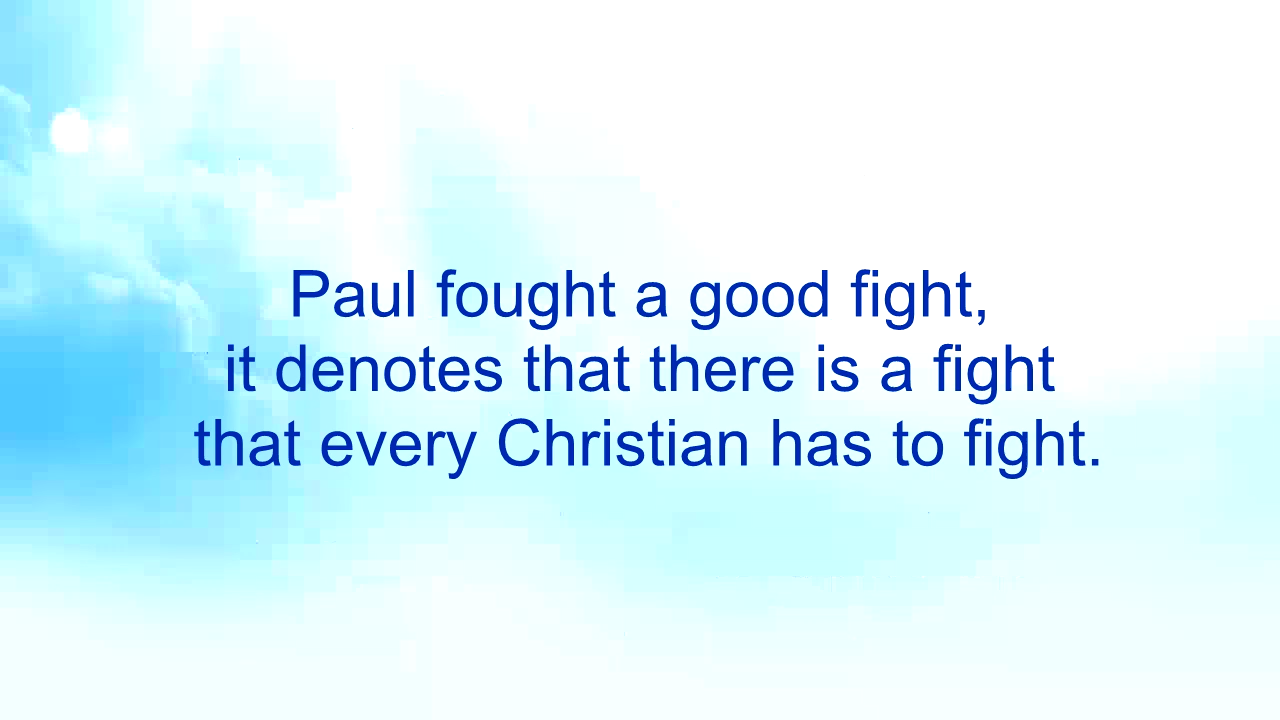 Paul fought a good fight,
it denotes that there is a fight
that every Christian has to fight.